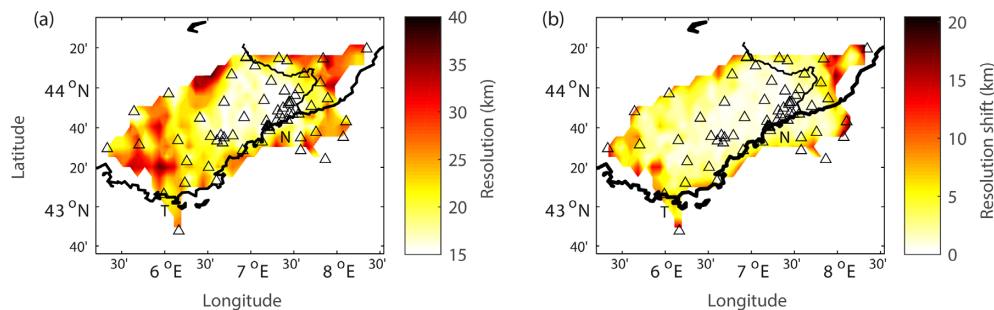 (a)
20'
44 °N
40'
20'
43 °N
40'
Latitude
30' 6 °E 30' 7 °E 30' 8 °E 30'
Longitude
N
T
40
35
30
25
20
15
Resolution (km)
(b)
20'
44 °N
40'
20'
43 °N
40'
30' 6 °E 30' 7 °E 30' 8 °E 30'
Longitude
N
T
20
15
10
5
0
Resolution shift (km)